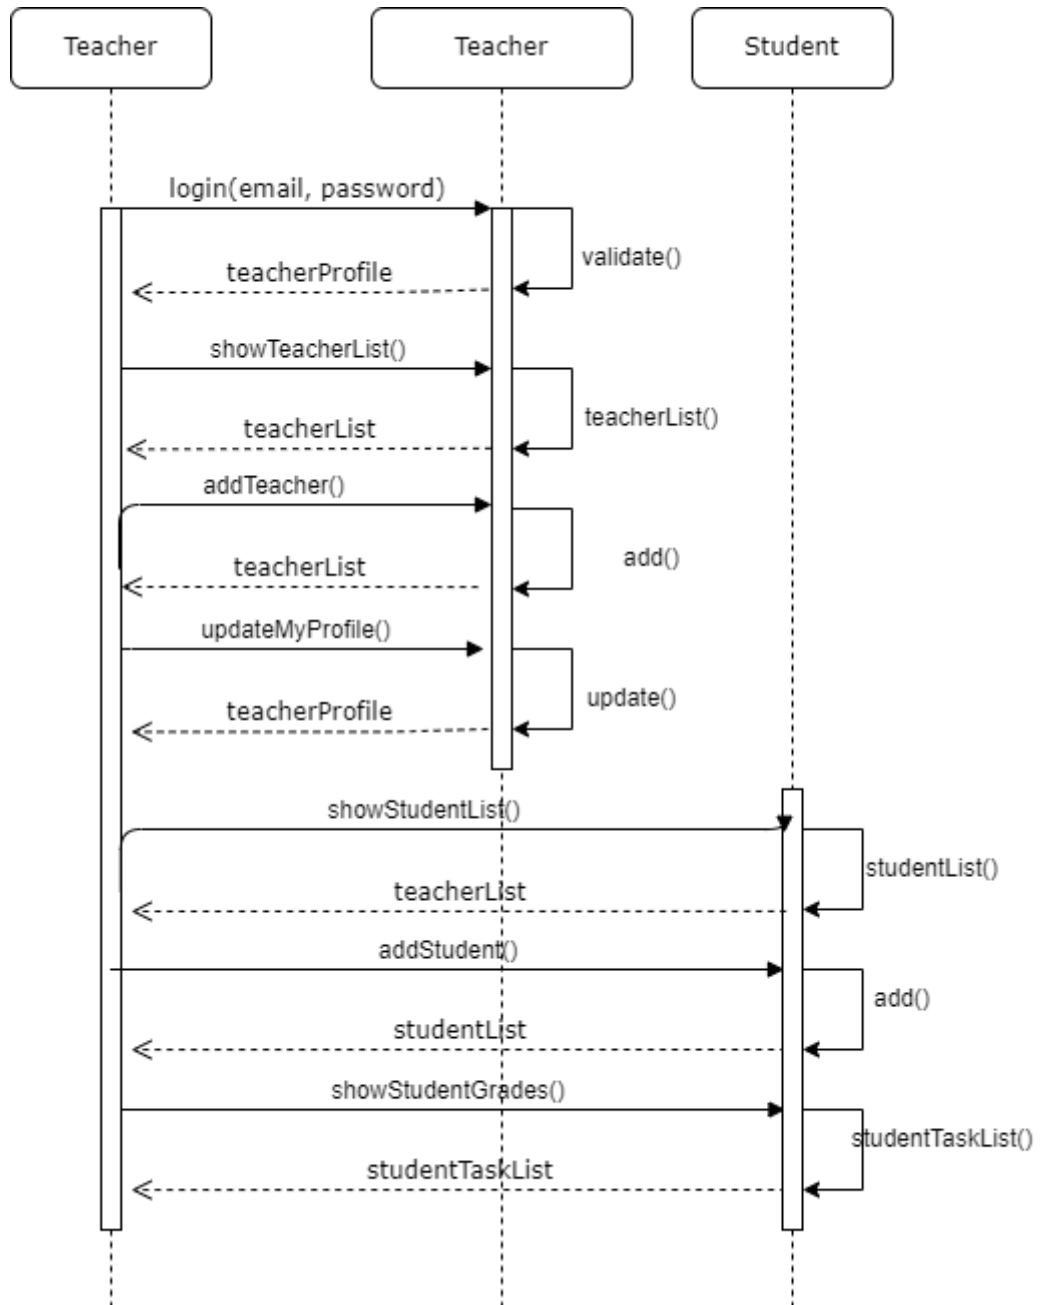 Teacher
Teacher
Student
login(email, password)
validate()
teacherProfile
showTeacherList()
teacherList()
teacherList
addTeacher()
add()
teacherList
updateMyProfile()
update()
teacherProfile
showStudentList()
studentList()
teacherList
addStudent()
add()
studentList
showStudentGrades()
studentTaskList()
studentTaskList